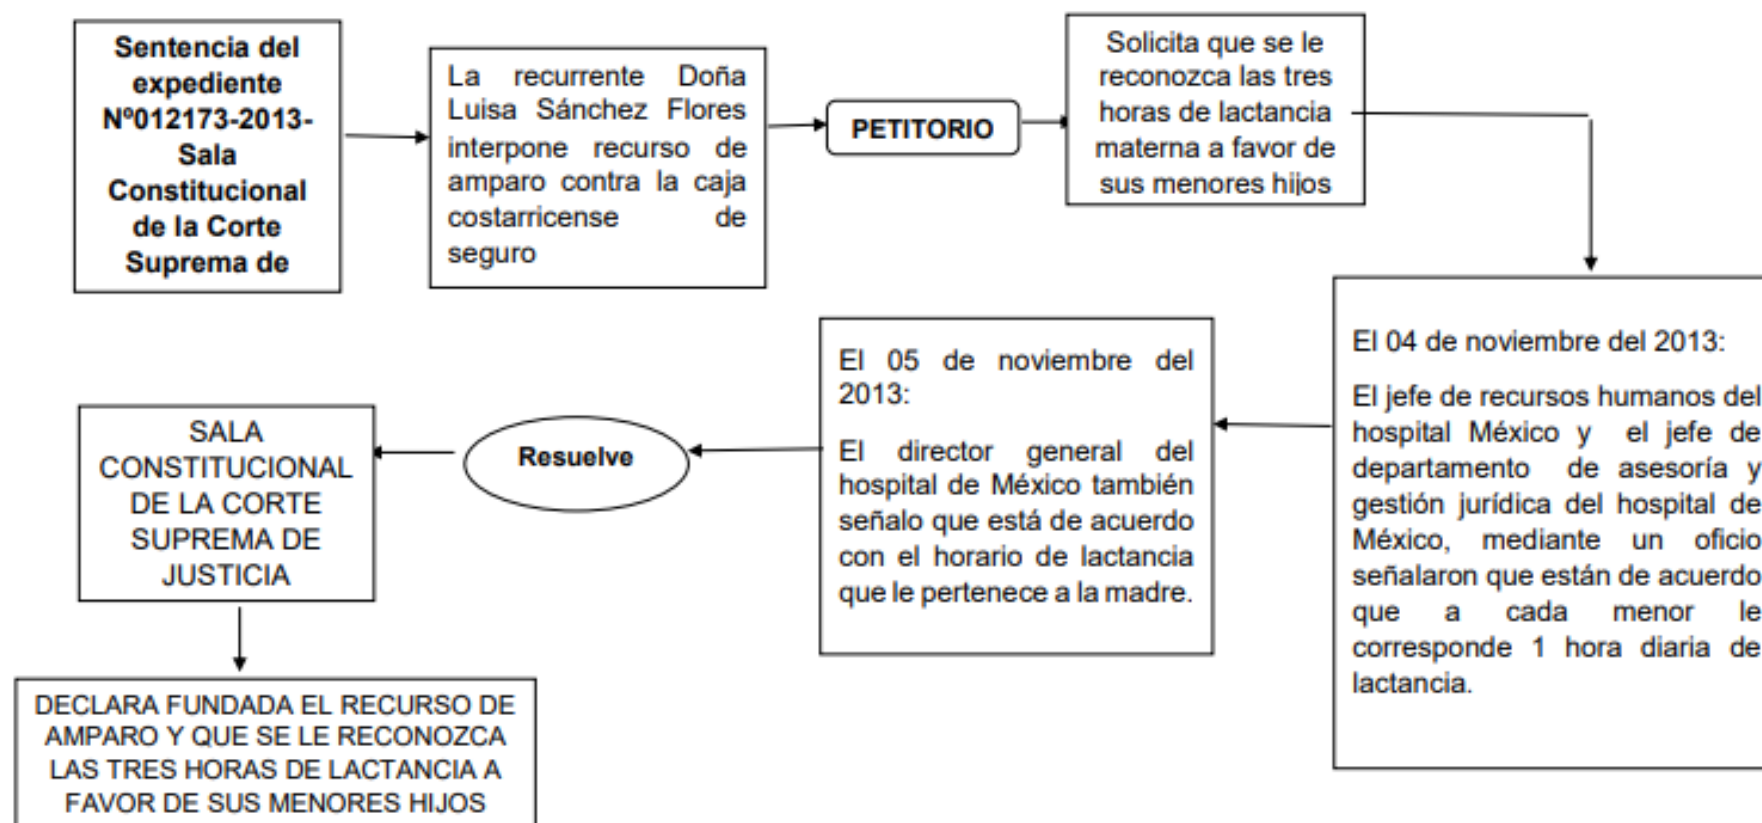 Sentencia del
expediente
Nº012173-2013-
Sala
Constitucional
de la Corte
Suprema de
La recurrente Doña
Luisa Sánchez Flores
interpone recurso de
amparo contra la caja
costarricense de
seguro
PETITORIO
Solicita que se le
reconozca las tres
horas de lactancia
materna a favor de
sus menores hijos
El 04 de noviembre del 2013:
El jefe de recursos humanos del
hospital México y el jefe de
departamento de asesoría y
gestión jurídica del hospital de
México, mediante un oficio
señalaron que están de acuerdo
que a cada menor le
corresponde 1 hora diaria de
lactancia.
El 05 de noviembre del
2013:
El director general del
hospital de México también
señalo que está de acuerdo
con el horario de lactancia
que le pertenece a la madre.
Resuelve
SALA
CONSTITUCIONAL
DE LA CORTE
SUPREMA DE
JUSTICIA
DECLARA FUNDADA EL RECURSO DE
AMPARO Y QUE SE LE RECONOZCA
LAS TRES HORAS DE LACTANCIA A
FAVOR DE SUS MENORES HIJOS